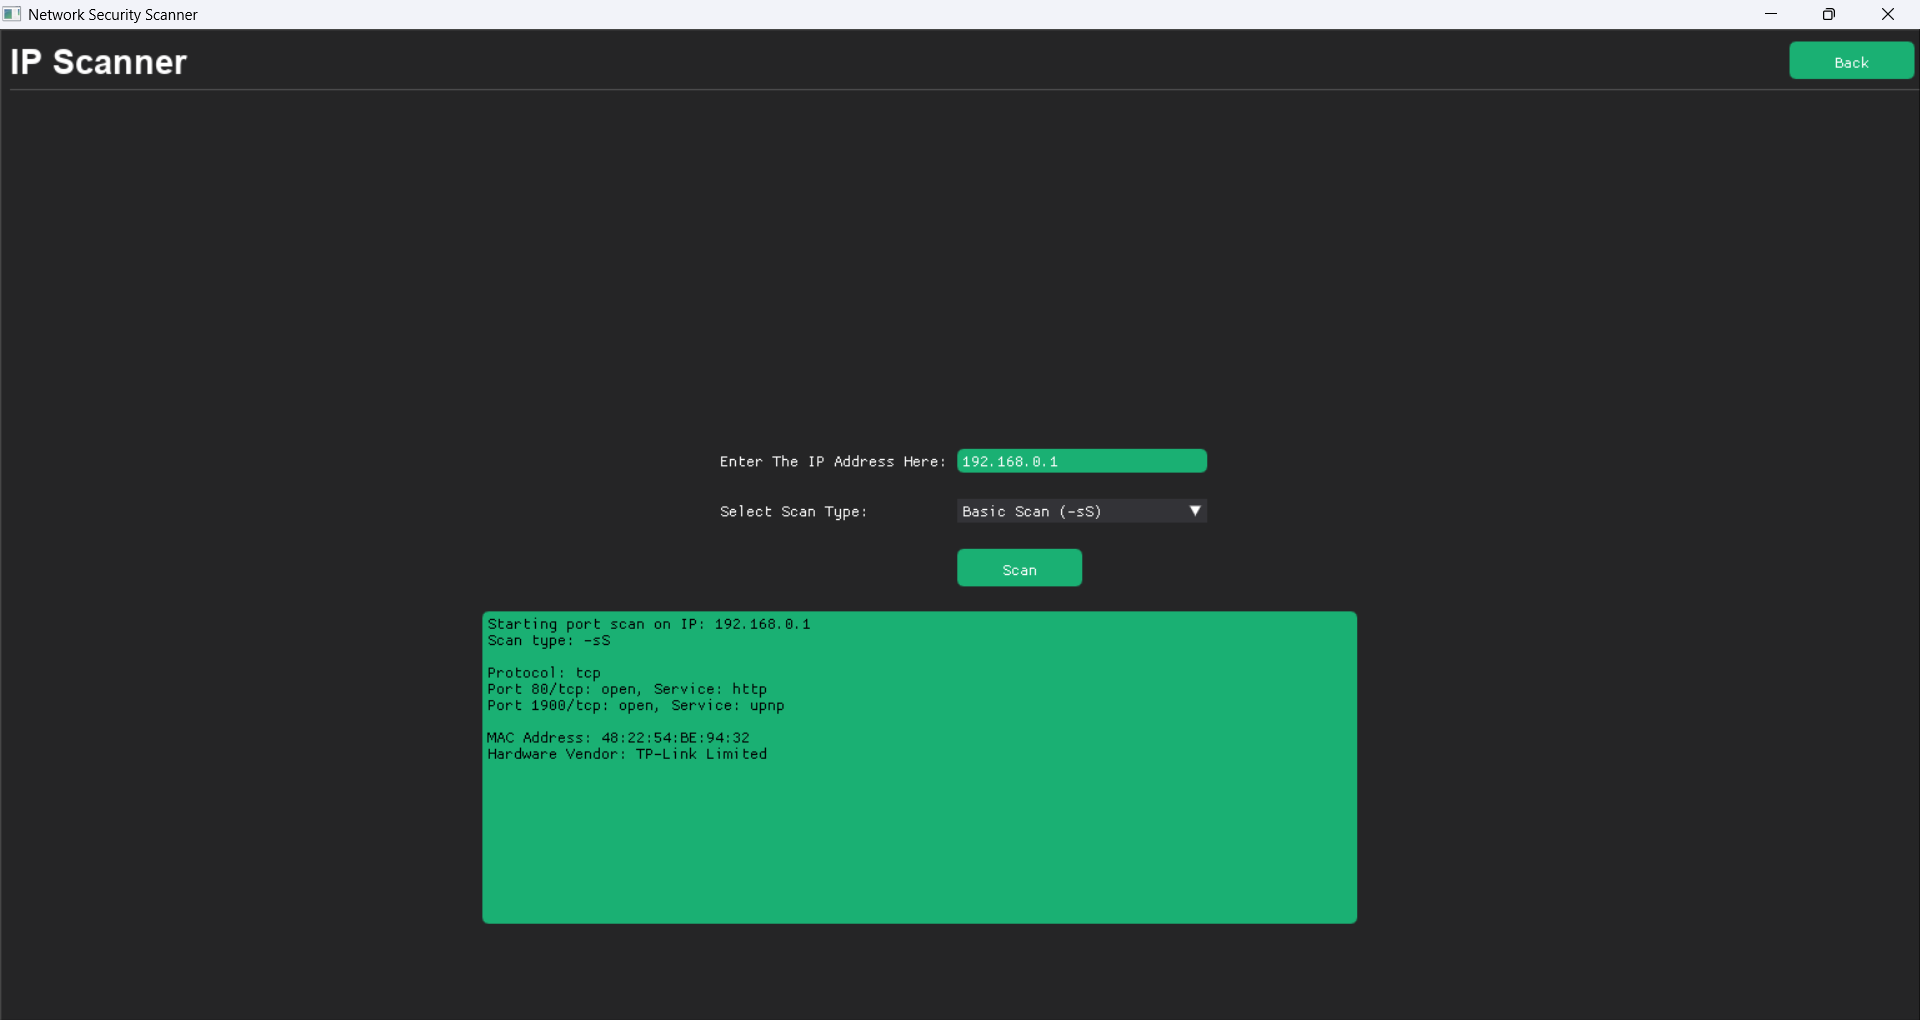 Network Security Scanner
IP Scanner
Back
Enter The IP Address Here: 192.168.0.1
Select Scan Type: Basic Scan (-sS)
Scan
Starting port scan on IP: 192.168.0.1
Scan type: -sS
Protocol: tcp
Port 80/tcp: open, Service: http
Port 1900/tcp: open, Service: upnp
MAC Address: 48:22:54:BE:94:32
Hardware Vendor: TP-Link Limited